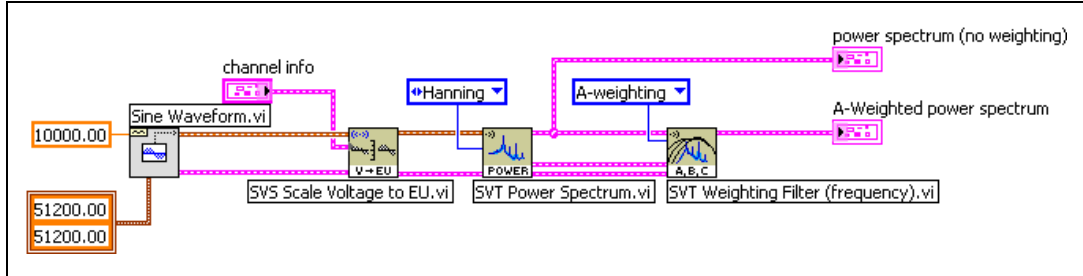 power spectrum (no weighting)
channel info
Hanning
A-weighting
A-Weighted power spectrum
Sine Waveform.vi
10000.00
V→EU
POWER
A,B,C
SVS Scale Voltage to EU.vi
SVT Power Spectrum.vi
SVT Weighting Filter (frequency).vi
51200.00
51200.00